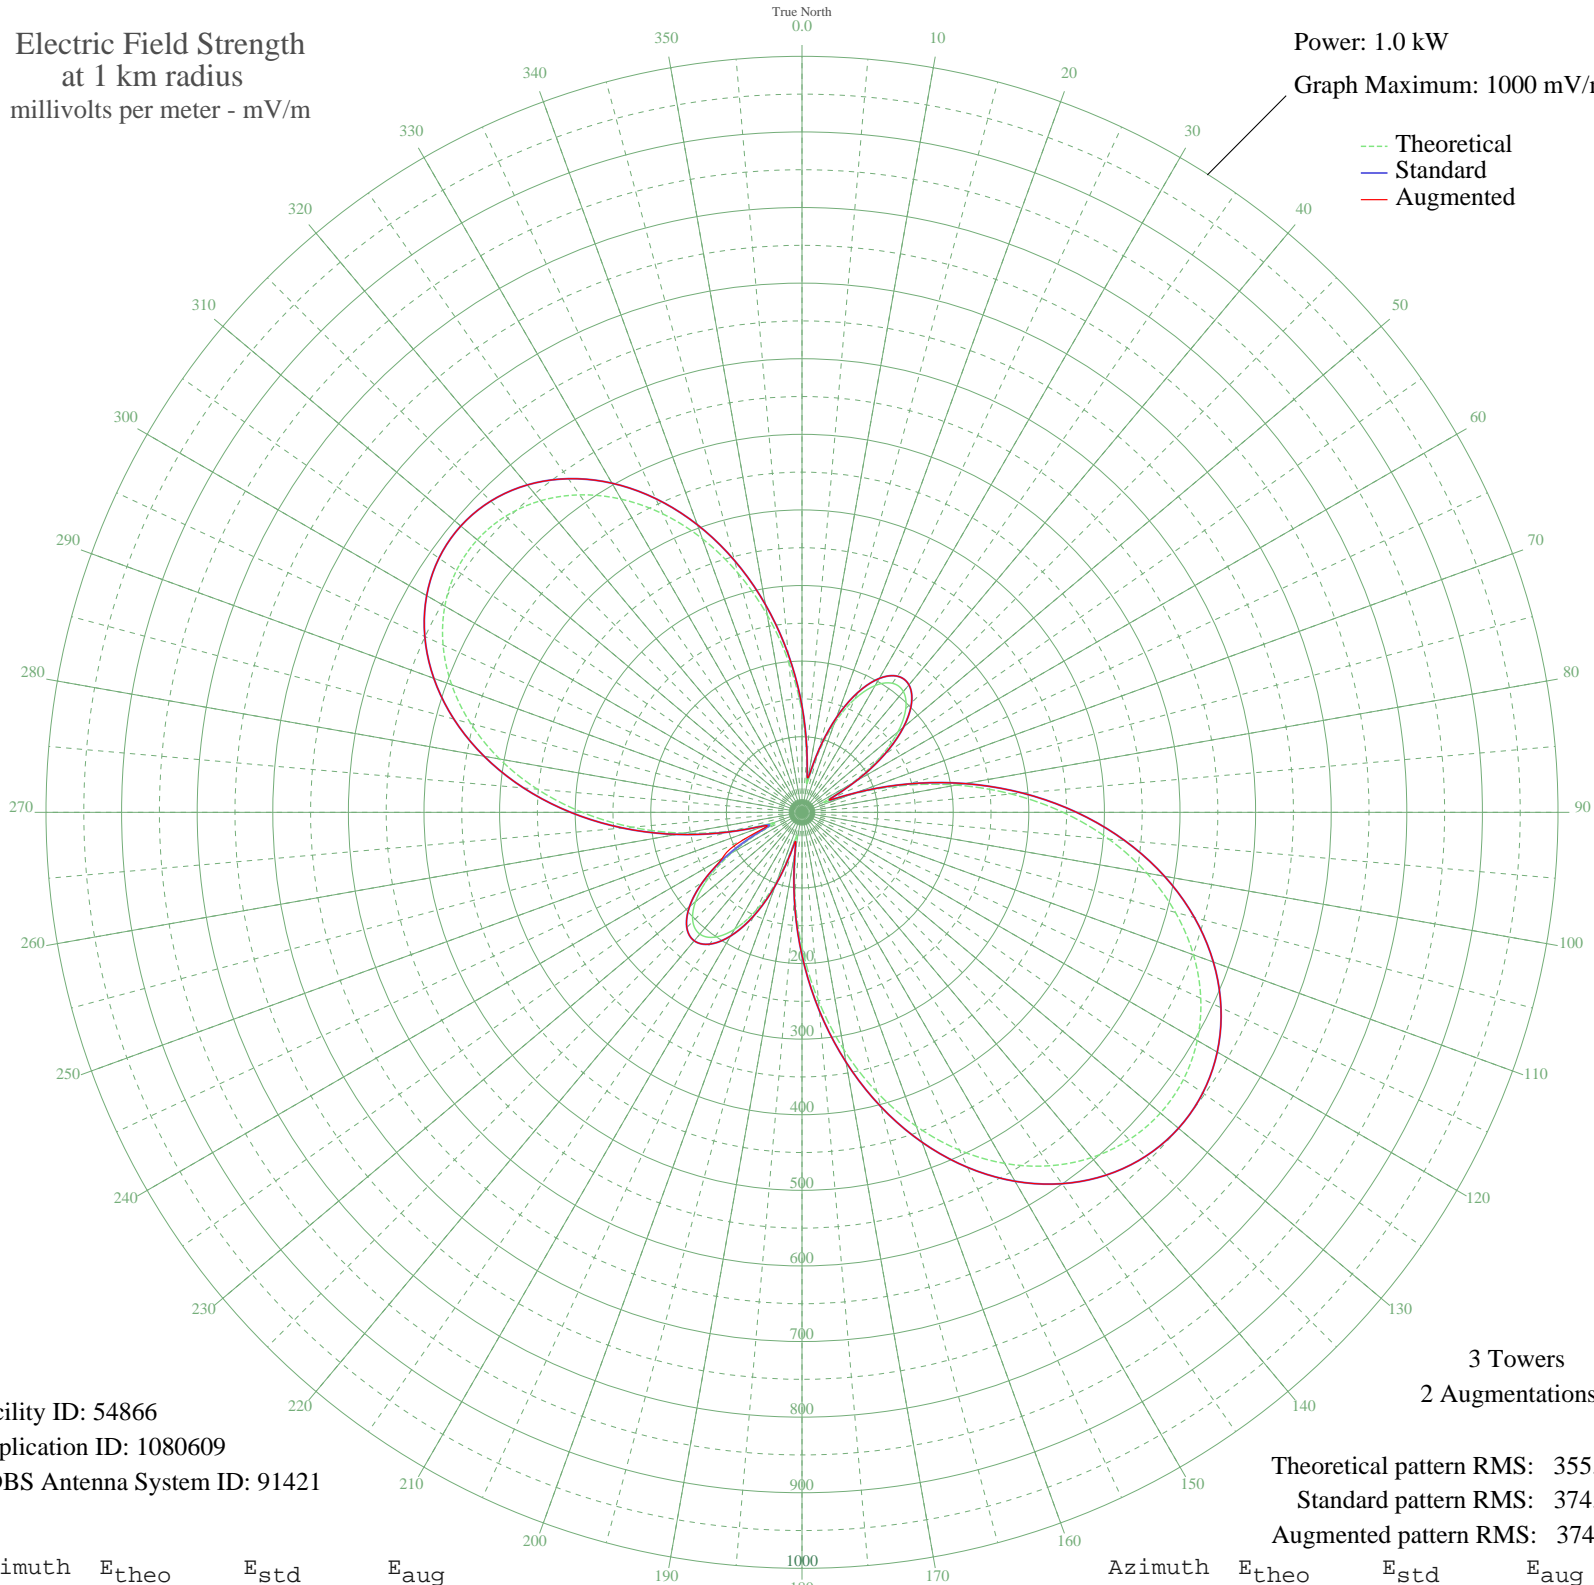 True North
0.0
Electric Field Strength
at 1 km radius
millivolts per meter - mV/m
Power: 1.0 kW
Graph Maximum: 1000 mV/
Theoretical
Standard
Augmented
10
20
30
40
50
60
70
80
90
100
110
120
130
140
150
160
170
190
200
210
220
230
240
250
260
270
280
290
300
310
320
330
340
350
200
300
400
500
600
700
800
900
1000
3 Towers
2 Augmentations
cility ID: 54866
plication ID: 1080609
DBS Antenna System ID: 91421
Theoretical pattern RMS: 355
Standard pattern RMS: 374
Augmented pattern RMS: 374
imuth Etheo Estd Eaug
Azimuth Etheo Estd Eaug